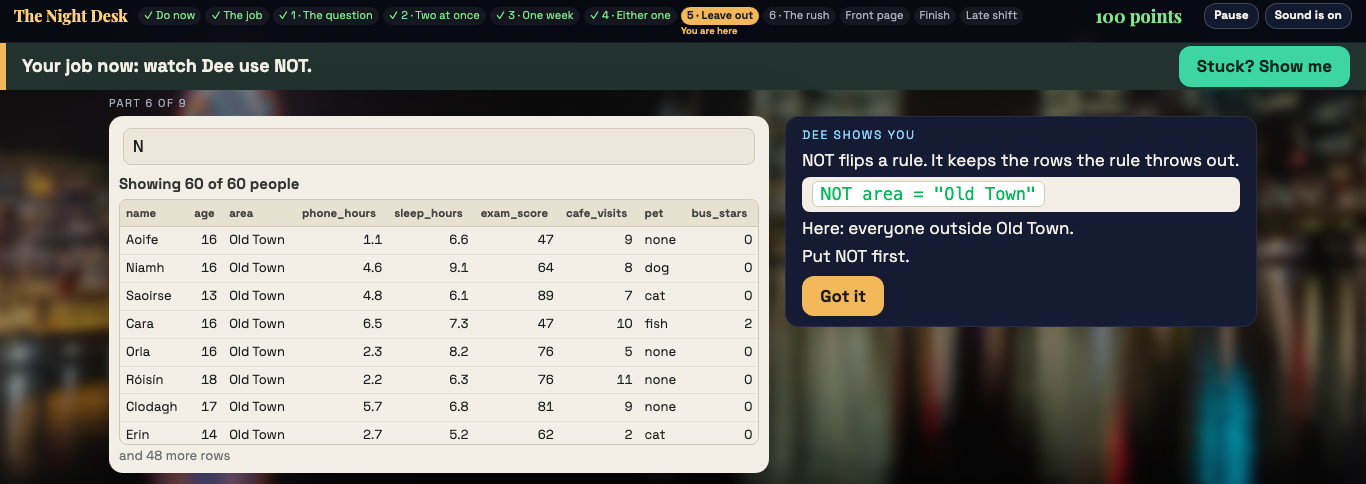 The Night Desk
✓ Do now
✓ The job
✓ 1 · The question
✓ 2 · Two at once
✓ 3 · One week
✓ 4 · Either one
5 · Leave out
6 · The rush
Front page
Finish
Late shift
You are here
100 points
Pause
Sound is on
Your job now: watch Dee use NOT.
Stuck? Show me
PART 6 OF 9
N
Showing 60 of 60 people
name age area phone_hours sleep_hours exam_score cafe_visits pet bus_stars
Aoife 16 Old Town 1.1 6.6 47 9 none 0
Niamh 16 Old Town 4.6 9.1 64 8 dog 0
Saoirse 13 Old Town 4.8 6.1 89 7 cat 0
Cara 16 Old Town 6.5 7.3 47 10 fish 2
Orla 16 Old Town 2.3 8.2 76 5 none 0
Róisín 18 Old Town 2.2 6.3 76 11 none 0
Clodagh 17 Old Town 5.7 6.8 81 9 none 0
Erin 14 Old Town 2.7 5.2 62 2 cat 0
and 48 more rows
DEE SHOWS YOU
NOT flips a rule. It keeps the rows the rule throws out.
NOT area = "Old Town"
Here: everyone outside Old Town.
Put NOT first.
Got it